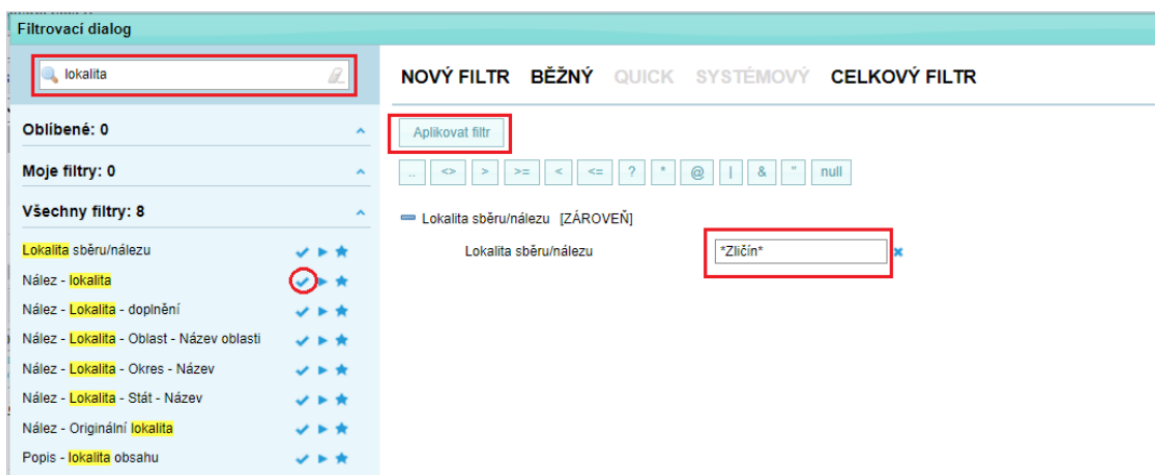 Filtrovací dialog
lokalita
Oblíbené: 0
Moje filtry: 0
Všechny filtry: 8
Lokalita sběru/nálezu
Nález - lokalita
Nález - Lokalita - doplnění
Nález - Lokalita - Oblast - Název oblasti
Nález - Lokalita - Okres - Název
Nález - Lokalita - Stát - Název
Nález - Originální lokalita
Popis - lokalita obsahu
NOVÝ FILTR BĚŽNÝ QUICK SYSTÉMOVÝ CELKOVÝ FILTR
Aplikovat filtr
.. <> > >= < <= ? * @ | & " null
Lokalita sběru/nálezu [ZÁROVEŇ]
Lokalita sběru/nálezu *Zličín*